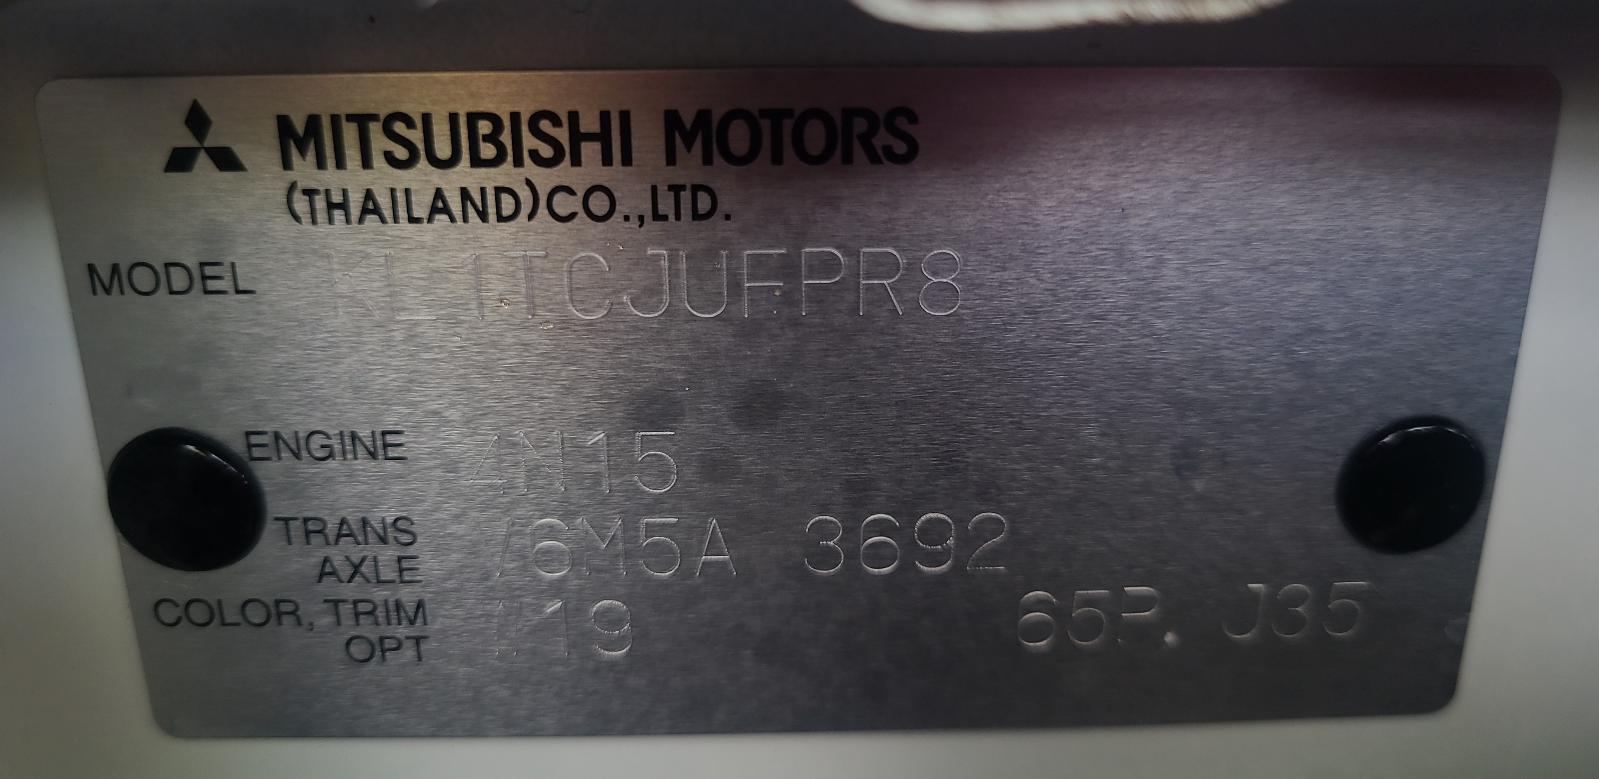 MITSUBISHI MOTORS
(THAILAND)CO.,LTD.
MODEL KL1TCJUFPR8
ENGINE 4N15
TRANS AXLE V6M5A 3692
COLOR, TRIM OPT W19 65P. J35